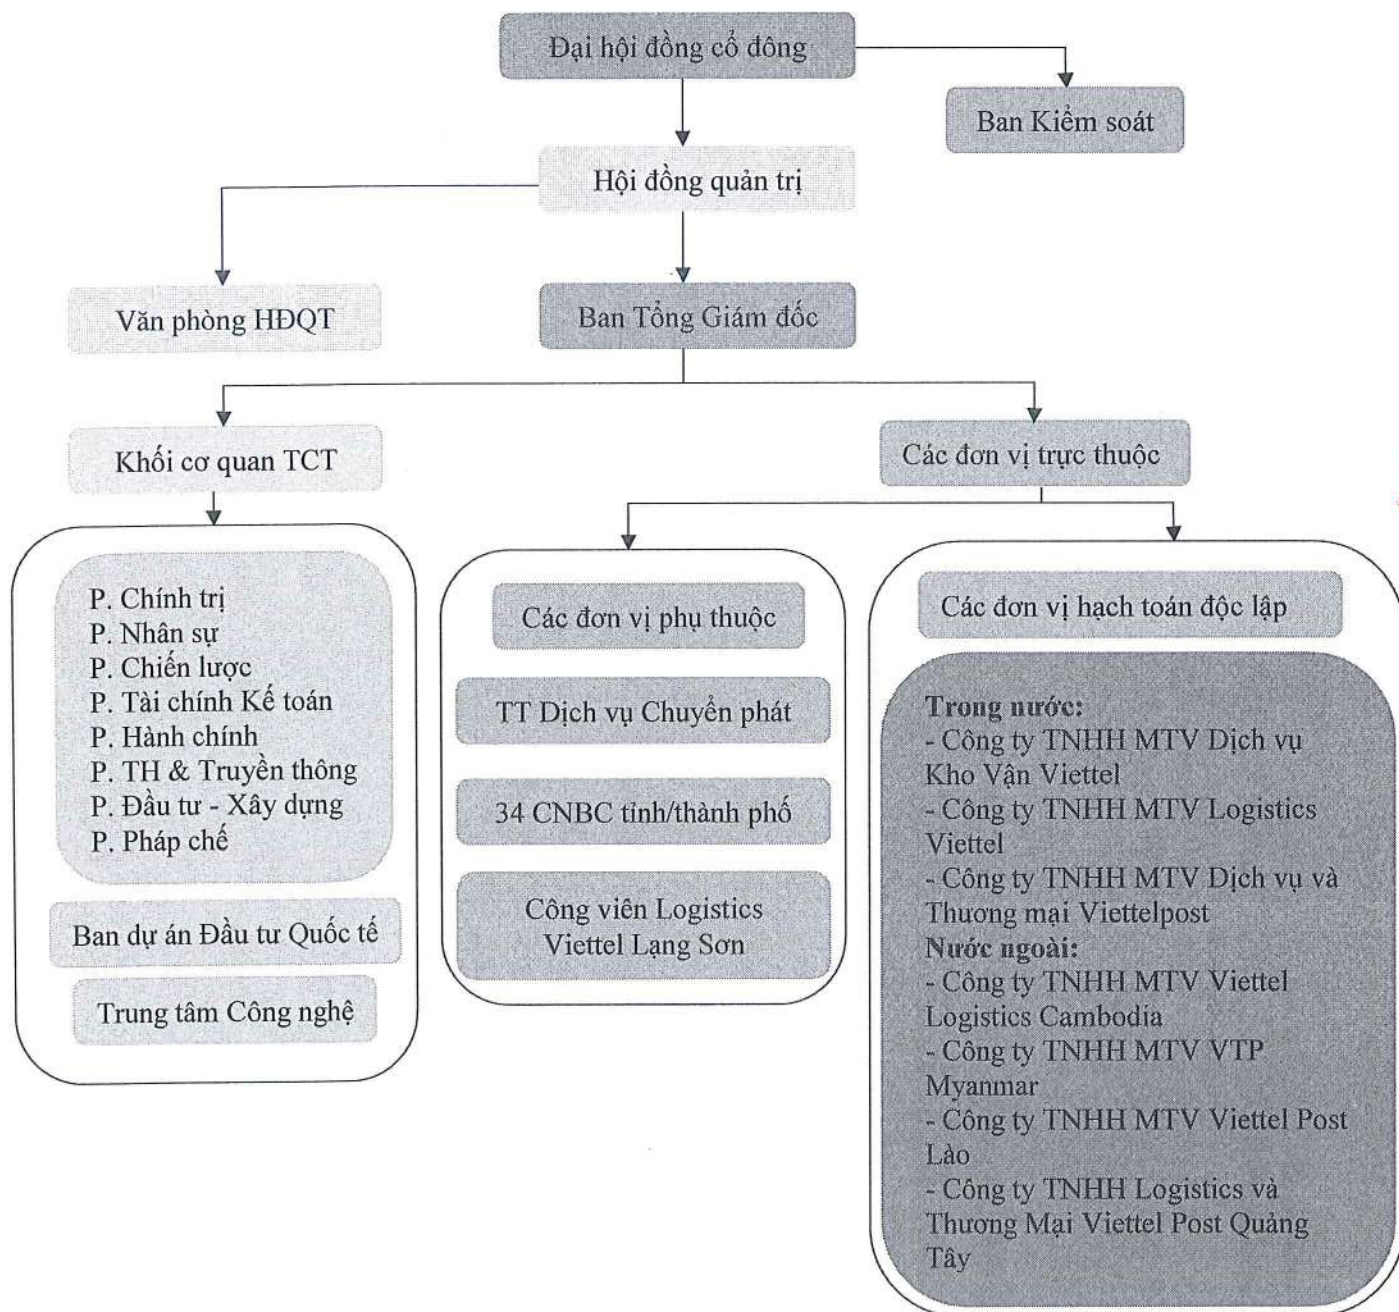 Đại hội đồng cổ đông
Ban Kiểm soát
Hội đồng quản trị
Văn phòng HĐQT
Ban Tổng Giám đốc
Khối cơ quan TCT
Các đơn vị trực thuộc
P. Chính trị
P. Nhân sự
P. Chiến lược
P. Tài chính Kế toán
P. Hành chính
P. TH & Truyền thông
P. Đầu tư - Xây dựng
P. Pháp chế
Ban dự án Đầu tư Quốc tế
Trung tâm Công nghệ
Các đơn vị phụ thuộc
TT Dịch vụ Chuyển phát
34 CNBC tỉnh/thành phố
Công viên Logistics
Viettel Lạng Sơn
Các đơn vị hạch toán độc lập
Trong nước:
- Công ty TNHH MTV Dịch vụ
Kho Vận Viettel
- Công ty TNHH MTV Logistics
Viettel
- Công ty TNHH MTV Dịch vụ và
Thương mại Viettelpost
Nước ngoài:
- Công ty TNHH MTV Viettel
Logistics Cambodia
- Công ty TNHH MTV VTP
Myanmar
- Công ty TNHH MTV Viettel Post
Lào
- Công ty TNHH Logistics và
Thương Mại Viettel Post Quảng
Tây